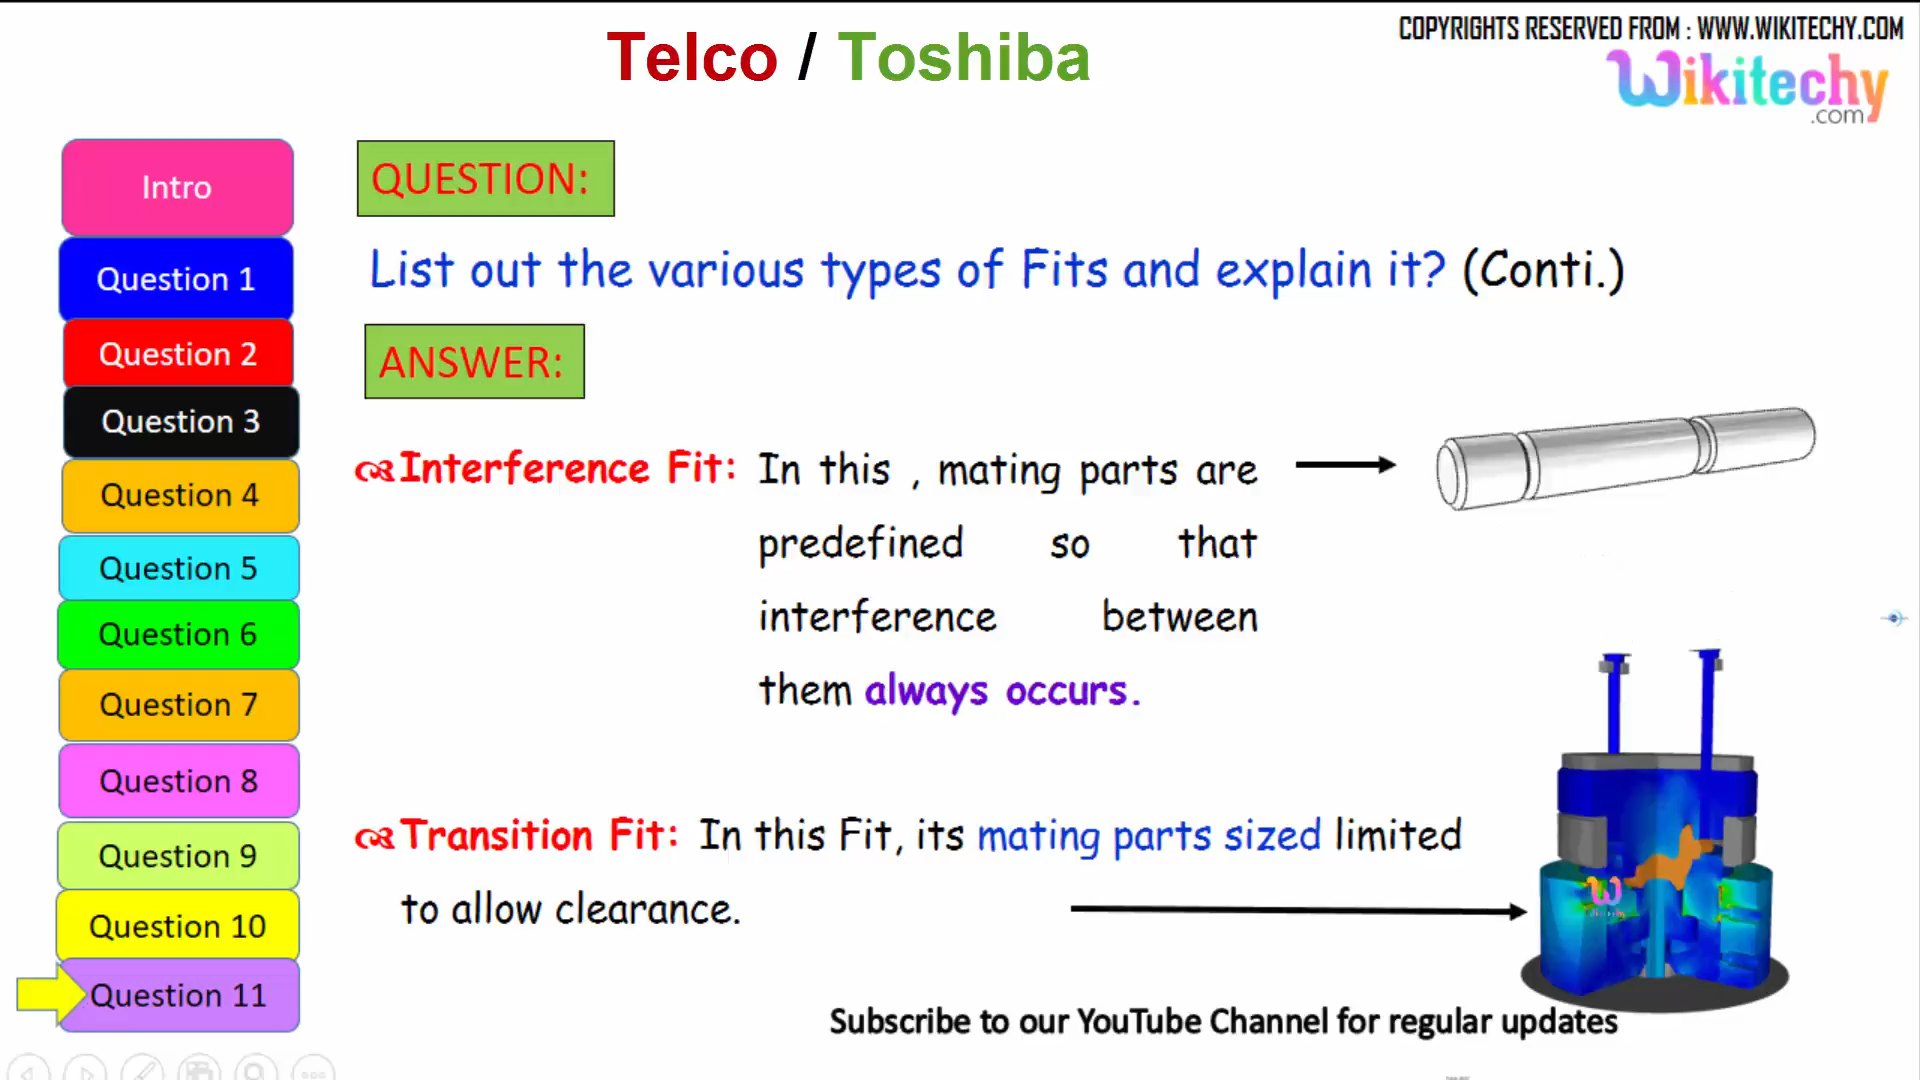 COPYRIGHTS RESERVED FROM : WWW.WIKITECHY.COM
Telco / Toshiba
Wikitechy
.com
Intro
Question 1
Question 2
Question 3
Question 4
Question 5
Question 6
Question 7
Question 8
Question 9
Question 10
Question 11
QUESTION:
List out the various types of Fits and explain it? (Conti.)
ANSWER:
Interference Fit: In this , mating parts are
predefined so that
interference between
them always occurs.
Transition Fit: In this Fit, its mating parts sized limited
to allow clearance.
Subscribe to our YouTube Channel for regular updates